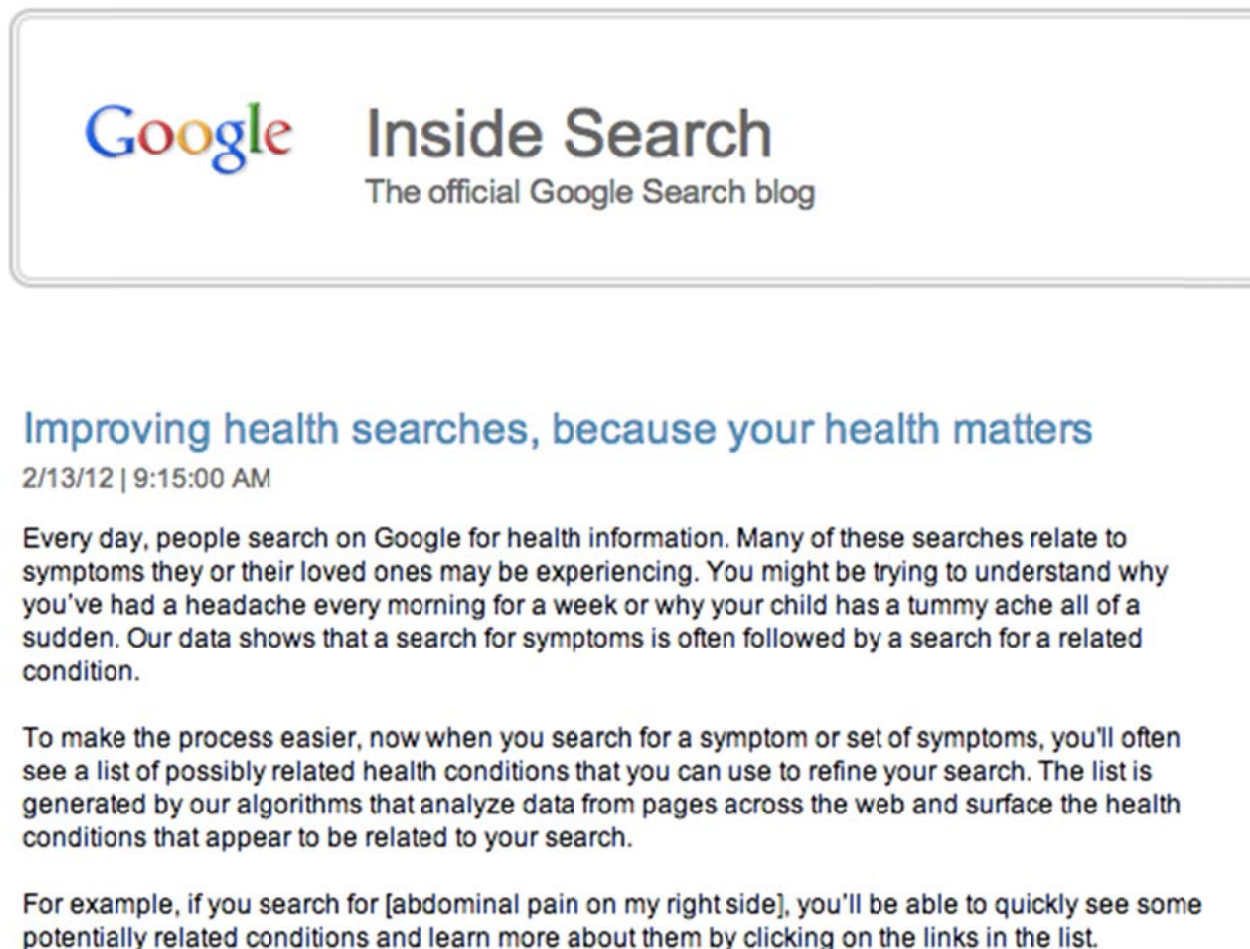 Google
Inside Search
The official Google Search blog
Improving health searches, because your health matters
2/13/12 | 9:15:00 AM
Every day, people search on Google for health information. Many of these searches relate to
symptoms they or their loved ones may be experiencing. You might be trying to understand why
you've had a headache every morning for a week or why your child has a tummy ache all of a
sudden. Our data shows that a search for symptoms is often followed by a search for a related
condition.
To make the process easier, now when you search for a symptom or set of symptoms, you'll often
see a list of possibly related health conditions that you can use to refine your search. The list is
generated by our algorithms that analyze data from pages across the web and surface the health
conditions that appear to be related to your search.
For example, if you search for [abdominal pain on my right side], you'll be able to quickly see some
potentially related conditions and learn more about them by clicking on the links in the list.